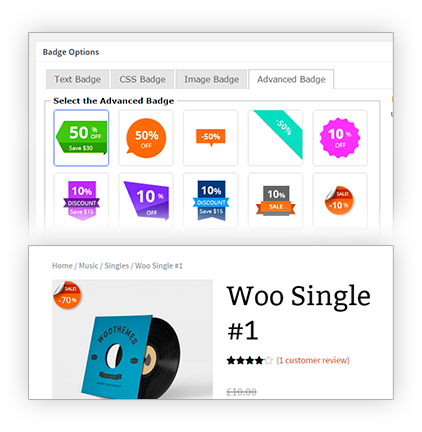 Badge Options
Text Badge CSS Badge Image Badge Advanced Badge
Select the Advanced Badge
50 % OFF
Save $30
50% OFF
-50%
-50%
10 % OFF
10% DISCOUNT Save $15
10 % OFF
10% DISCOUNT Save $15
10% SALE
SALE! -10 %
Home / Music / Singles / Woo Single #1
SALE!
-70 %
WOOTHEMES
Woo Single
#1
(1 customer review)
£10.00